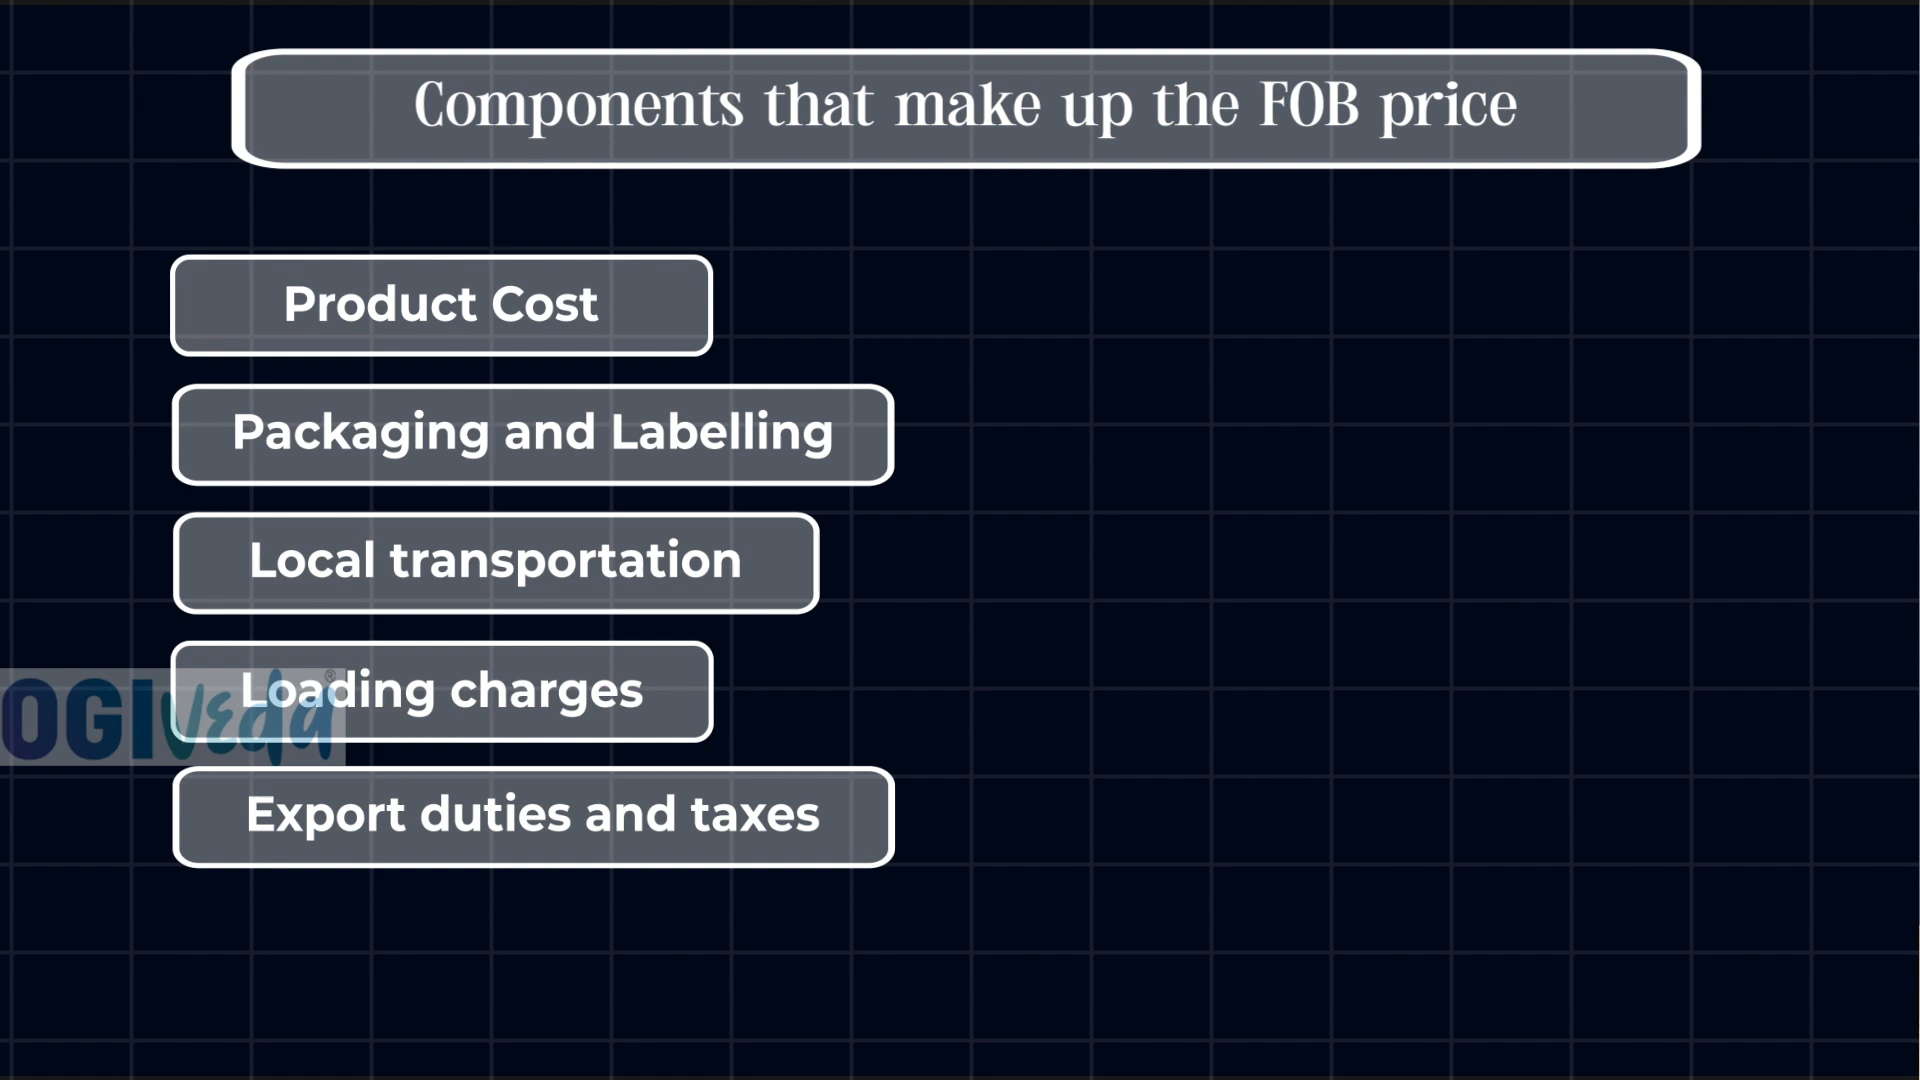 Components that make up the FOB price
Product Cost
Packaging and Labelling
Local transportation
Loading charges
OGIveda®
Export duties and taxes